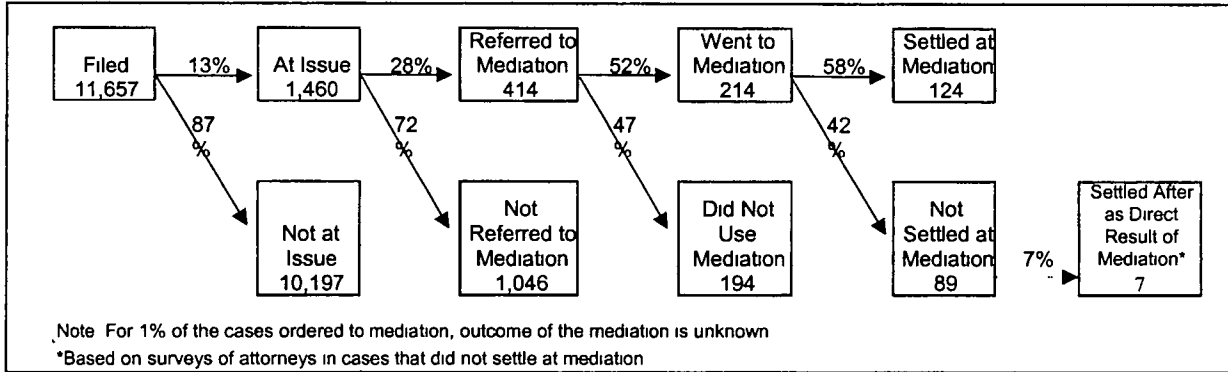 Filed
11,657
13%
At Issue
1,460
28%
Referred to
Mediation
414
52%
Went to
Mediation
214
58%
Settled at
Mediation
124
87
%
72
%
47
%
42
%
Not at
Issue
10,197
Not
Referred to
Mediation
1,046
Did Not
Use
Mediation
194
Not
Settled at
Mediation
89
7%
Settled After
as Direct
Result of
Mediation*
7
Note For 1% of the cases ordered to mediation, outcome of the mediation is unknown
*Based on surveys of attorneys in cases that did not settle at mediation